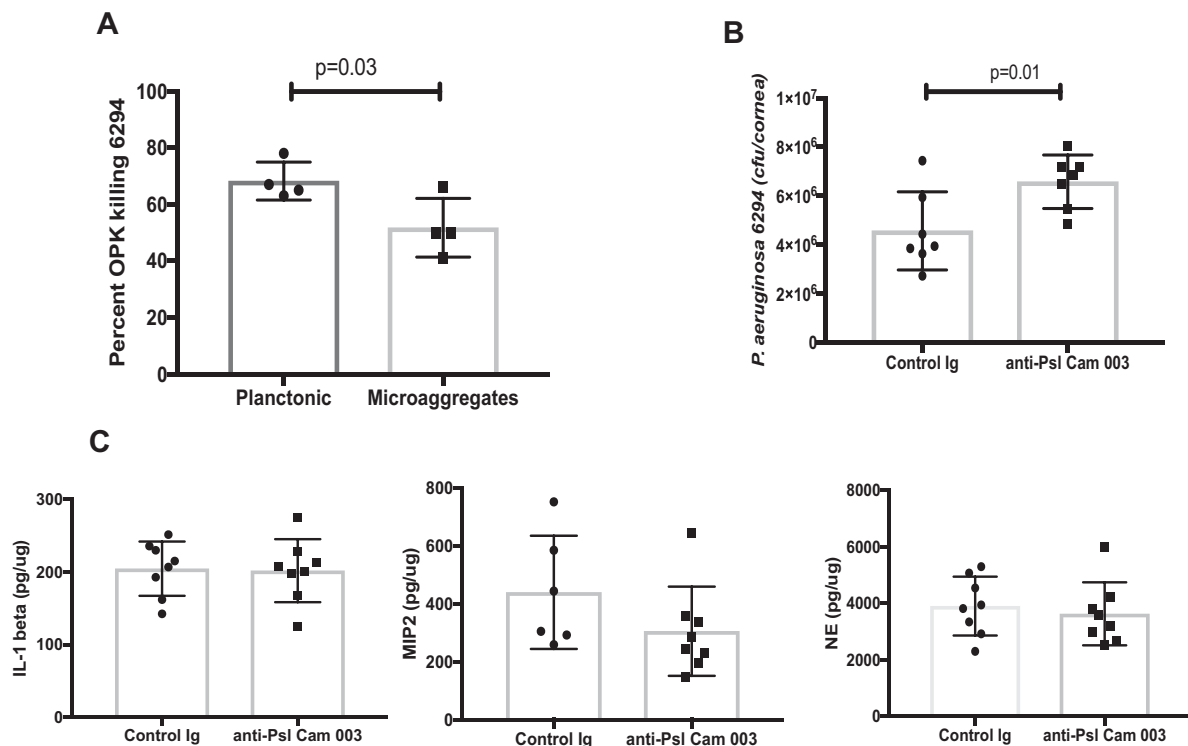 A
p=0.03
Percent OPK killing 6294
100
80
60
40
20
0
Planctonic
Microaggregates
B
p=0.01
P. aeruginosa 6294 (cfu/cornea)
1×10⁷
8×10⁶
6×10⁶
4×10⁶
2×10⁶
0
Control Ig
anti-Psl Cam 003
C
IL-1 beta (pg/ug)
300
200
100
0
Control Ig
anti-Psl Cam 003
MIP2 (pg/ug)
800
600
400
200
0
Control Ig
anti-Psl Cam 003
NE (pg/ug)
8000
6000
4000
2000
0
Control Ig
anti-Psl Cam 003